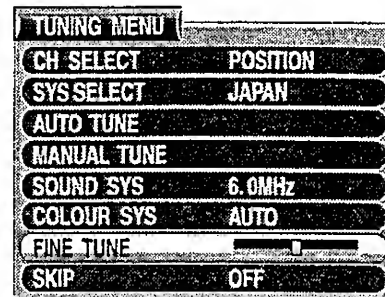 TUNING MENU
CH SELECT POSITION
SYS SELECT JAPAN
AUTO TUNE
MANUAL TUNE
SOUND SYS 6.0MHz
COLOUR SYS AUTO
FINE TUNE
SKIP OFF